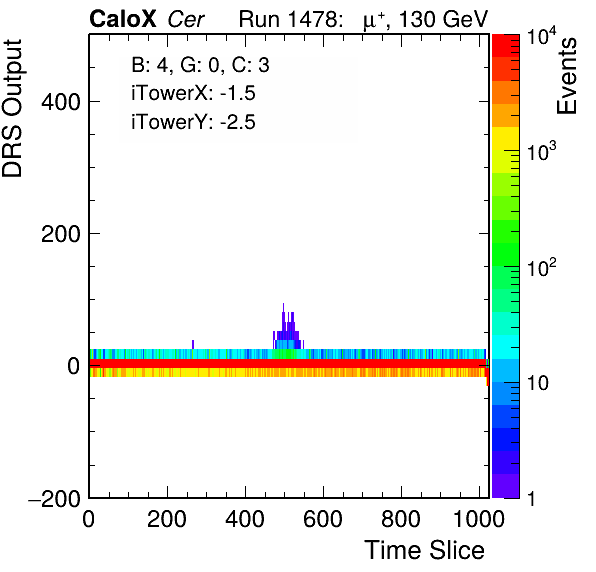 CaloX Cer Run 1478: μ⁺, 130 GeV
B: 4, G: 0, C: 3
iTowerX: -1.5
iTowerY: -2.5
DRS Output
400
200
0
−200
0 200 400 600 800 1000
Time Slice
Events
10⁴
10³
10²
10
1